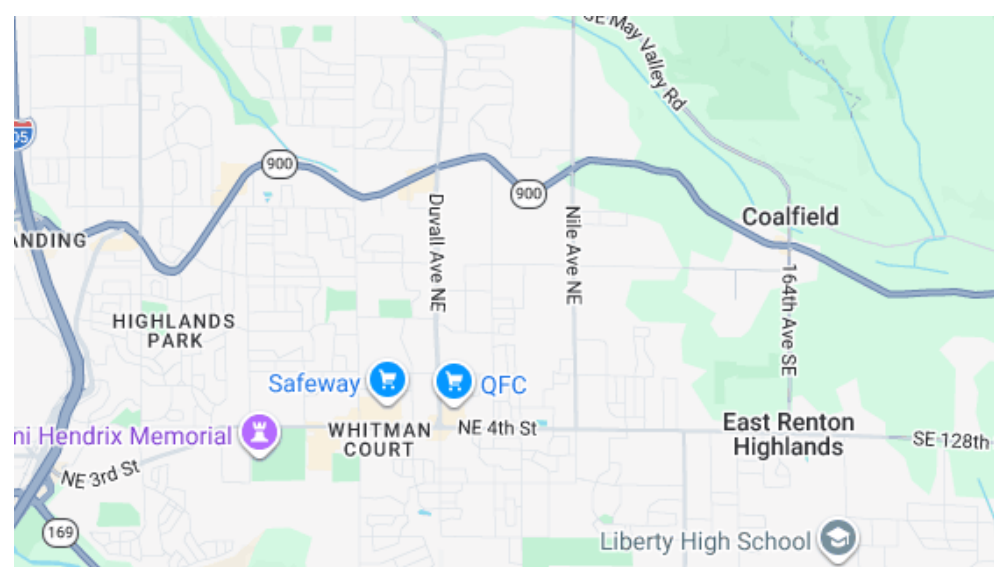 SE May Valley Rd
05
900
900
Coalfield
ANDING
Duvall Ave NE
Nile Ave NE
164th Ave SE
HIGHLANDS
PARK
Safeway
QFC
mi Hendrix Memorial
WHITMAN
COURT
NE 4th St
East Renton
Highlands
SE 128th
NE 3rd St
169
Liberty High School